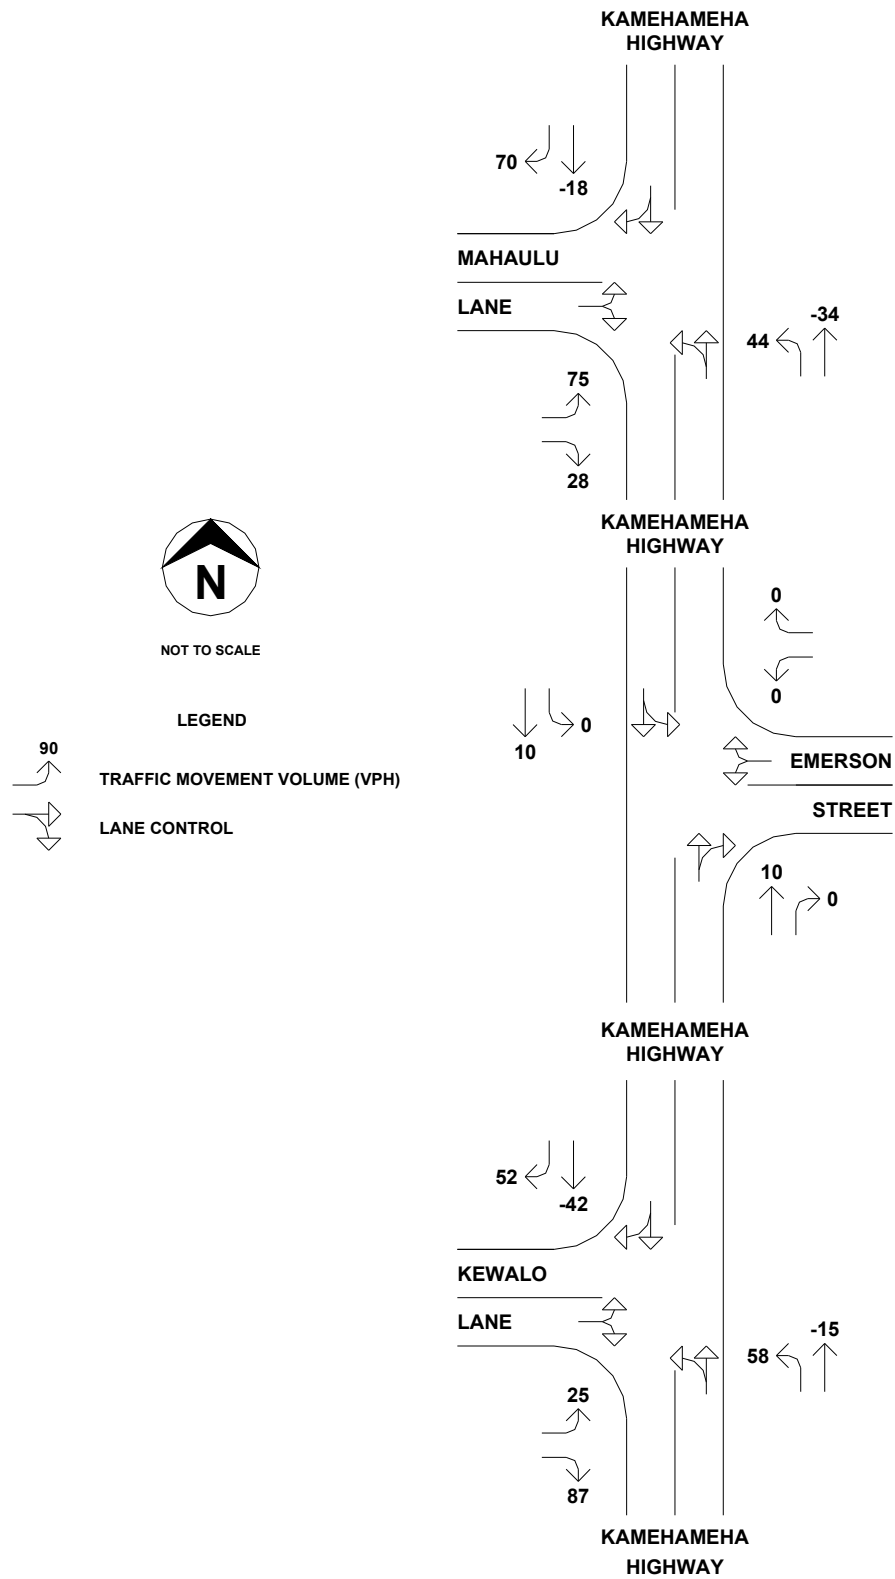 KAMEHAMEHA
HIGHWAY
70
-18
MAHAULU
LANE
-34
44
75
28
KAMEHAMEHA
HIGHWAY
N
NOT TO SCALE
LEGEND
90
TRAFFIC MOVEMENT VOLUME (VPH)
LANE CONTROL
0
0
0
10
EMERSON
STREET
10
0
KAMEHAMEHA
HIGHWAY
52
-42
KEWALO
LANE
-15
58
25
87
KAMEHAMEHA
HIGHWAY